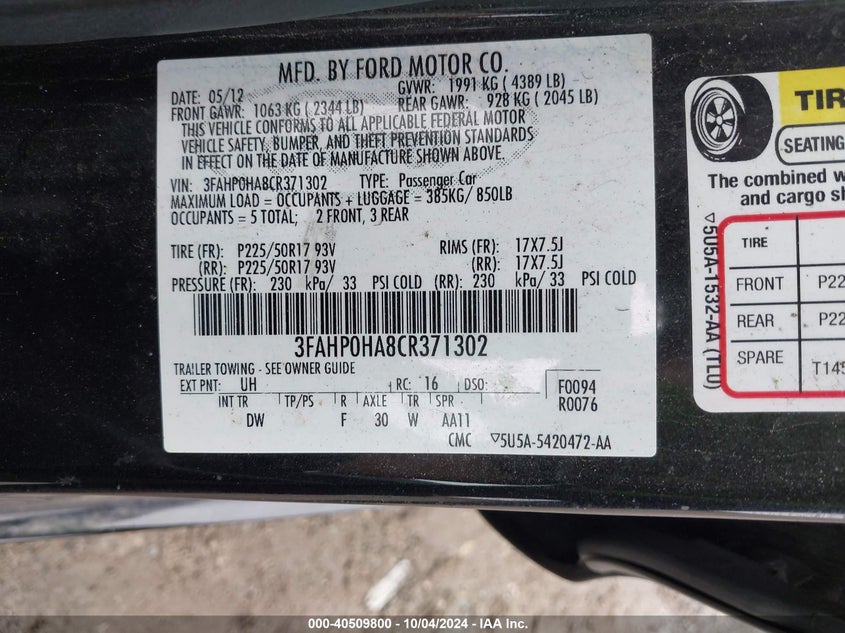 MFD. BY FORD MOTOR CO.
DATE: 05/12 GVWR: 1991 KG ( 4389 LB)
FRONT GAWR: 1063 KG ( 2344 LB) REAR GAWR: 928 KG ( 2045 LB)
THIS VEHICLE CONFORMS TO ALL APPLICABLE FEDERAL MOTOR
VEHICLE SAFETY, BUMPER, AND THEFT PREVENTION STANDARDS
IN EFFECT ON THE DATE OF MANUFACTURE SHOWN ABOVE.
VIN: 3FAHP0HA8CR371302 TYPE: Passenger Car
MAXIMUM LOAD = OCCUPANTS + LUGGAGE = 385KG/ 850LB
OCCUPANTS = 5 TOTAL; 2 FRONT, 3 REAR
TIRE (FR): P225/50R17 93V RIMS (FR): 17X7.5J
(RR): P225/50R17 93V (RR): 17X7.5J
PRESSURE (FR): 230 kPa/ 33 PSI COLD (RR): 230 kPa/ 33 PSI COLD
3FAHP0HA8CR371302
TRAILER TOWING - SEE OWNER GUIDE
EXT PNT: UH RC: 16 DSO: F0094
INT TR TP/PS R AXLE TR SPR R0076
DW F 30 W AA11
CMC ▽5U5A-5420472-AA
TIR
SEATING
The combined w
and cargo sh
TIRE
FRONT P22
REAR P22
SPARE T145
▽5U5A-1532-AA (TLU)
000-40509800 - 10/04/2024 - IAA Inc.